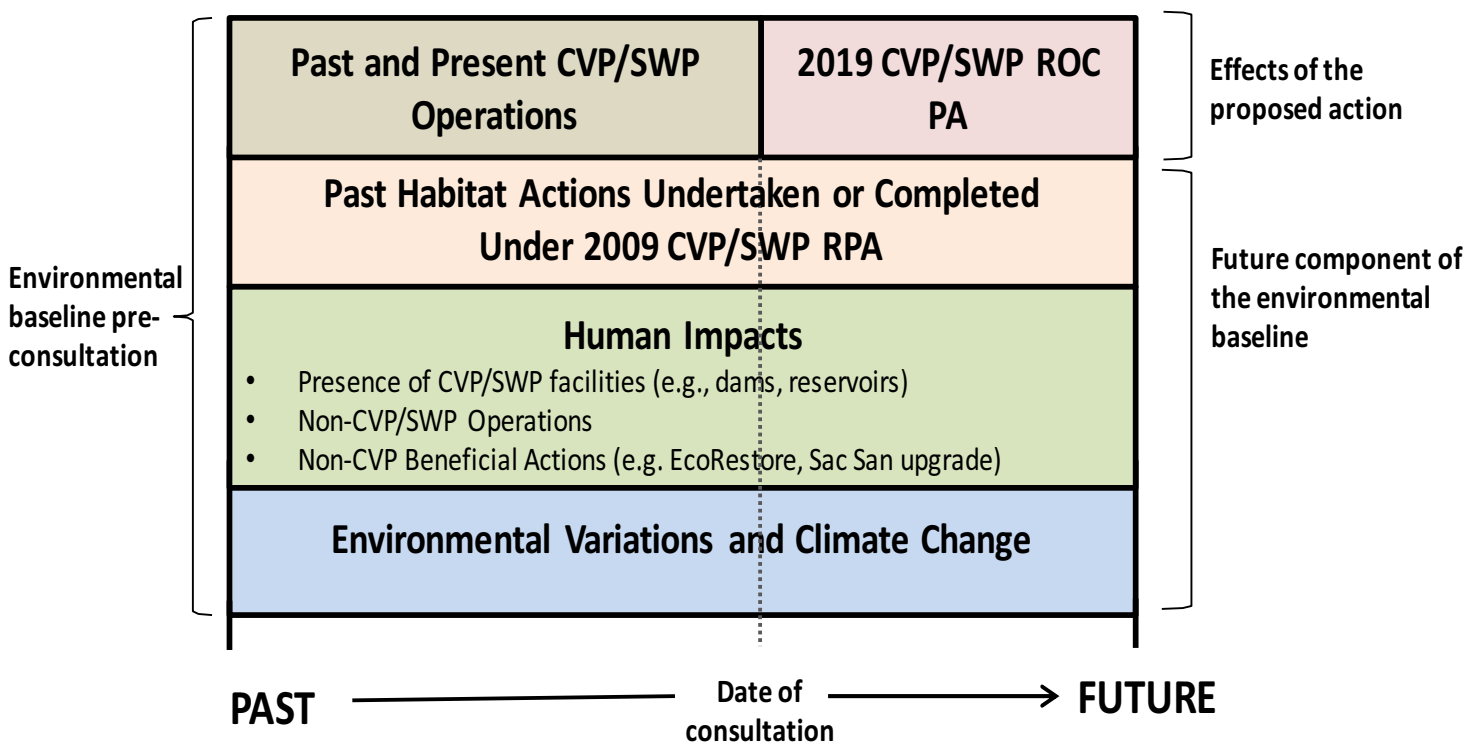 Past and Present CVP/SWP
Operations
2019 CVP/SWP ROC
PA
Effects of the
proposed action
Past Habitat Actions Undertaken or Completed
Under 2009 CVP/SWP RPA
Environmental
baseline pre-
consultation
Future component of
the environmental
baseline
Human Impacts
• Presence of CVP/SWP facilities (e.g., dams, reservoirs)
• Non-CVP/SWP Operations
• Non-CVP Beneficial Actions (e.g. EcoRestore, Sac San upgrade)
Environmental Variations and Climate Change
PAST
Date of
consultation
FUTURE